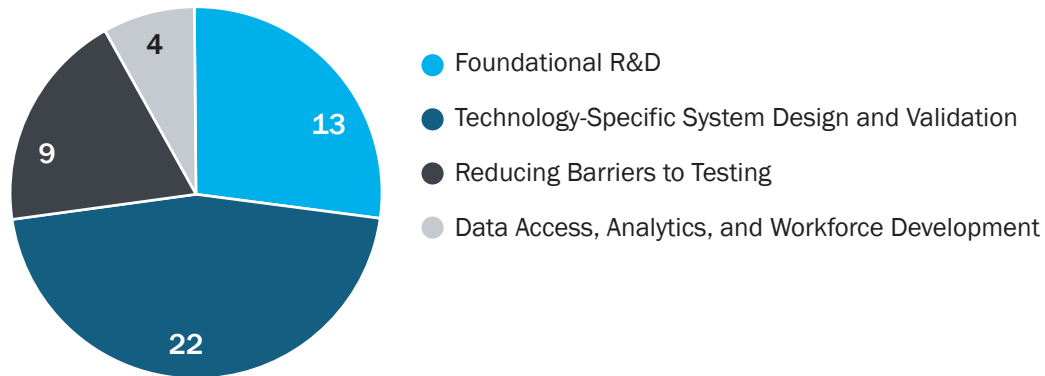 4
13
9
22
Foundational R&D
Technology-Specific System Design and Validation
Reducing Barriers to Testing
Data Access, Analytics, and Workforce Development